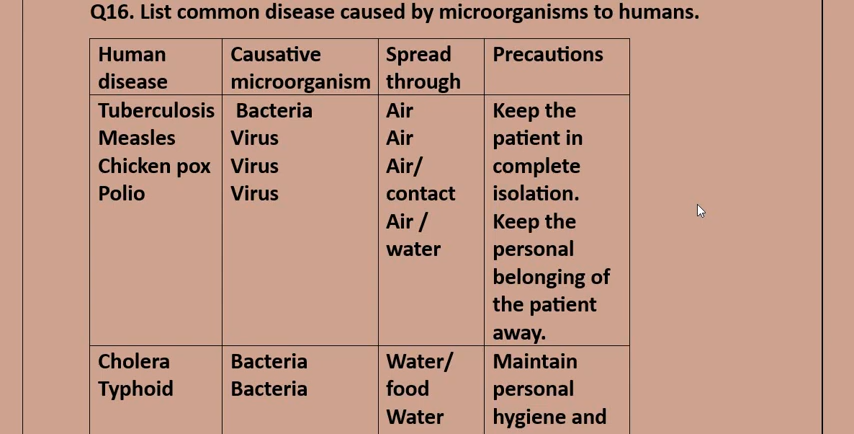 Q16. List common disease caused by microorganisms to humans.
Human disease | Causative microorganism | Spread through | Precautions
Tuberculosis
Measles
Chicken pox
Polio
Bacteria
Virus
Virus
Virus
Air
Air
Air/
contact
Air /
water
Keep the
patient in
complete
isolation.
Keep the
personal
belonging of
the patient
away.
Cholera
Typhoid
Bacteria
Bacteria
Water/
food
Water
Maintain
personal
hygiene and